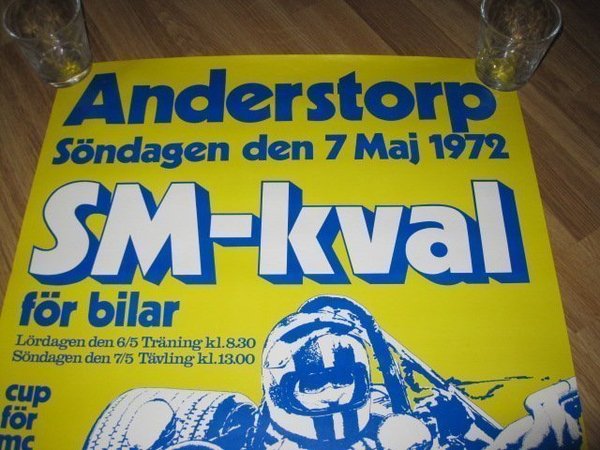 Anderstorp
Söndagen den 7 Maj 1972
SM-kval
för bilar
Lördagen den 6/5 Träning kl.8.30
Söndagen den 7/5 Tävling kl.13.00
cup
för
mc